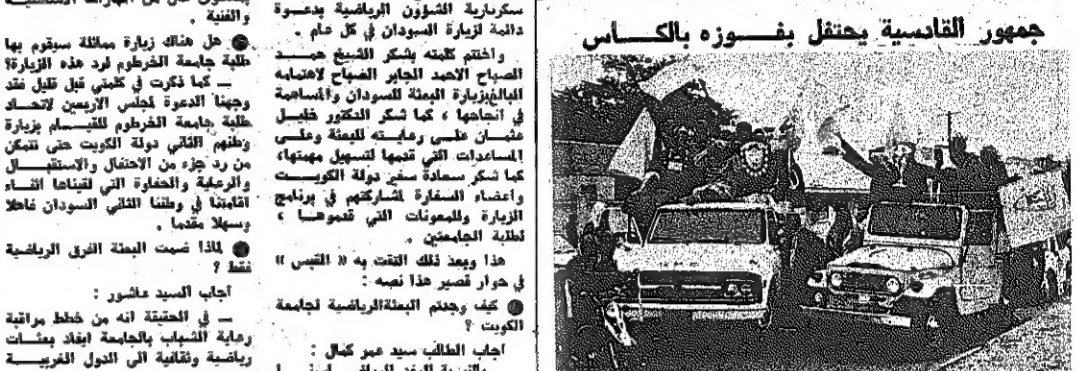 جمهور القادسية يحتفل بفوزه بالكاس
سكرتارية الشؤون الرياضية بدعوة
دائمة لزيارة السودان في كل عام .
واختتم كلمته بشكر الشيخ حمد
الصباح الاحمد الجابر الصباح لاهتمامه
البالغ بزيارة البعثة للسودان والمساهمة
في انجاحها ، كما شكر الدكتور خليل
عثمان على رعايته للبعثة وعلى
المساعدات التي قدمها لتسهيل مهمتها،
كما شكر سعادة سفير دولة الكويت
وأعضاء السفارة لمشاركتهم في برنامج
الزيارة وللمعونات التي قدموها ،
لطلبة الجامعتين .
هذا وبعد ذلك التقت به « القبس »
في حوار قصير هذا نصه :
كيف وجدتم البعثة الرياضية لجامعة
الكويت ؟
اجاب الطالب سيد عمر كمال :
والفنية .
هل هناك زيارة مماثلة سيقوم بها
طلبة جامعة الخرطوم لرد هذه الزيارة؟
ـ كما ذكرت في كلمتي قبل قليل فقد
وجهنا الدعوة لمجلس الاربعين لاتحاد
طلبة جامعة الخرطوم للقيام بزيارة
وطنهم الثاني دولة الكويت حتى نتمكن
من رد جزء من الاحتفال والاستقبال
والرعاية والحفاوة التي لقيناها اثناء
اقامتنا في وطننا الثاني السودان فاهلا
وسهلا مقدما .
لماذا ضمت البعثة الفرق الرياضية
فقط ؟
اجاب السيد عاشور :
ـ في الحقيقة انه من خطط مراقبة
رعاية الشباب بالجامعة ايفاد بعثات
رياضية وثقافية الى الدول العربية